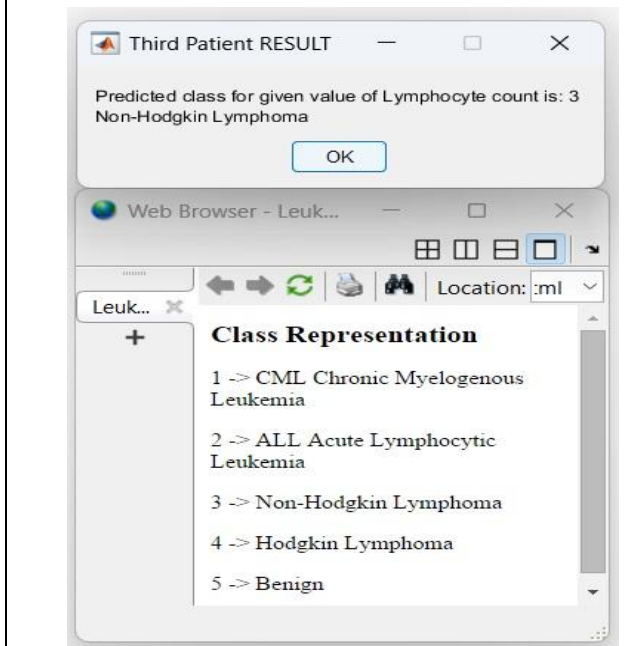 Third Patient RESULT
Predicted class for given value of Lymphocyte count is: 3
Non-Hodgkin Lymphoma
OK
Web Browser - Leuk...
Location: :ml
Leuk...
Class Representation
1 -> CML Chronic Myelogenous
Leukemia
2 -> ALL Acute Lymphocytic
Leukemia
3 -> Non-Hodgkin Lymphoma
4 -> Hodgkin Lymphoma
5 -> Benign